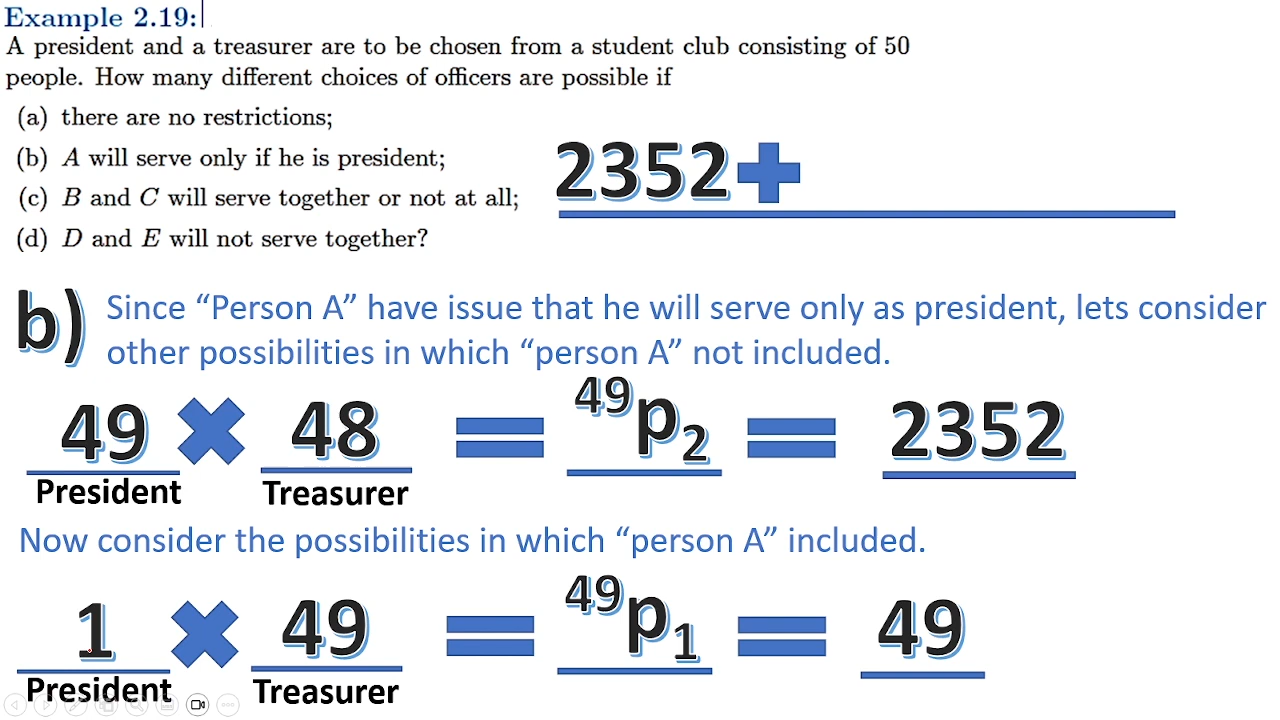 Example 2.19:
A president and a treasurer are to be chosen from a student club consisting of 50
people. How many different choices of officers are possible if
(a) there are no restrictions;
(b) A will serve only if he is president;
(c) B and C will serve together or not at all;
(d) D and E will not serve together?
2352+
b) Since “Person A” have issue that he will serve only as president, lets consider
other possibilities in which “person A” not included.
49 × 48 = ⁴⁹p₂ = 2352
President Treasurer
Now consider the possibilities in which “person A” included.
1 × 49 = ⁴⁹p₁ = 49
President Treasurer